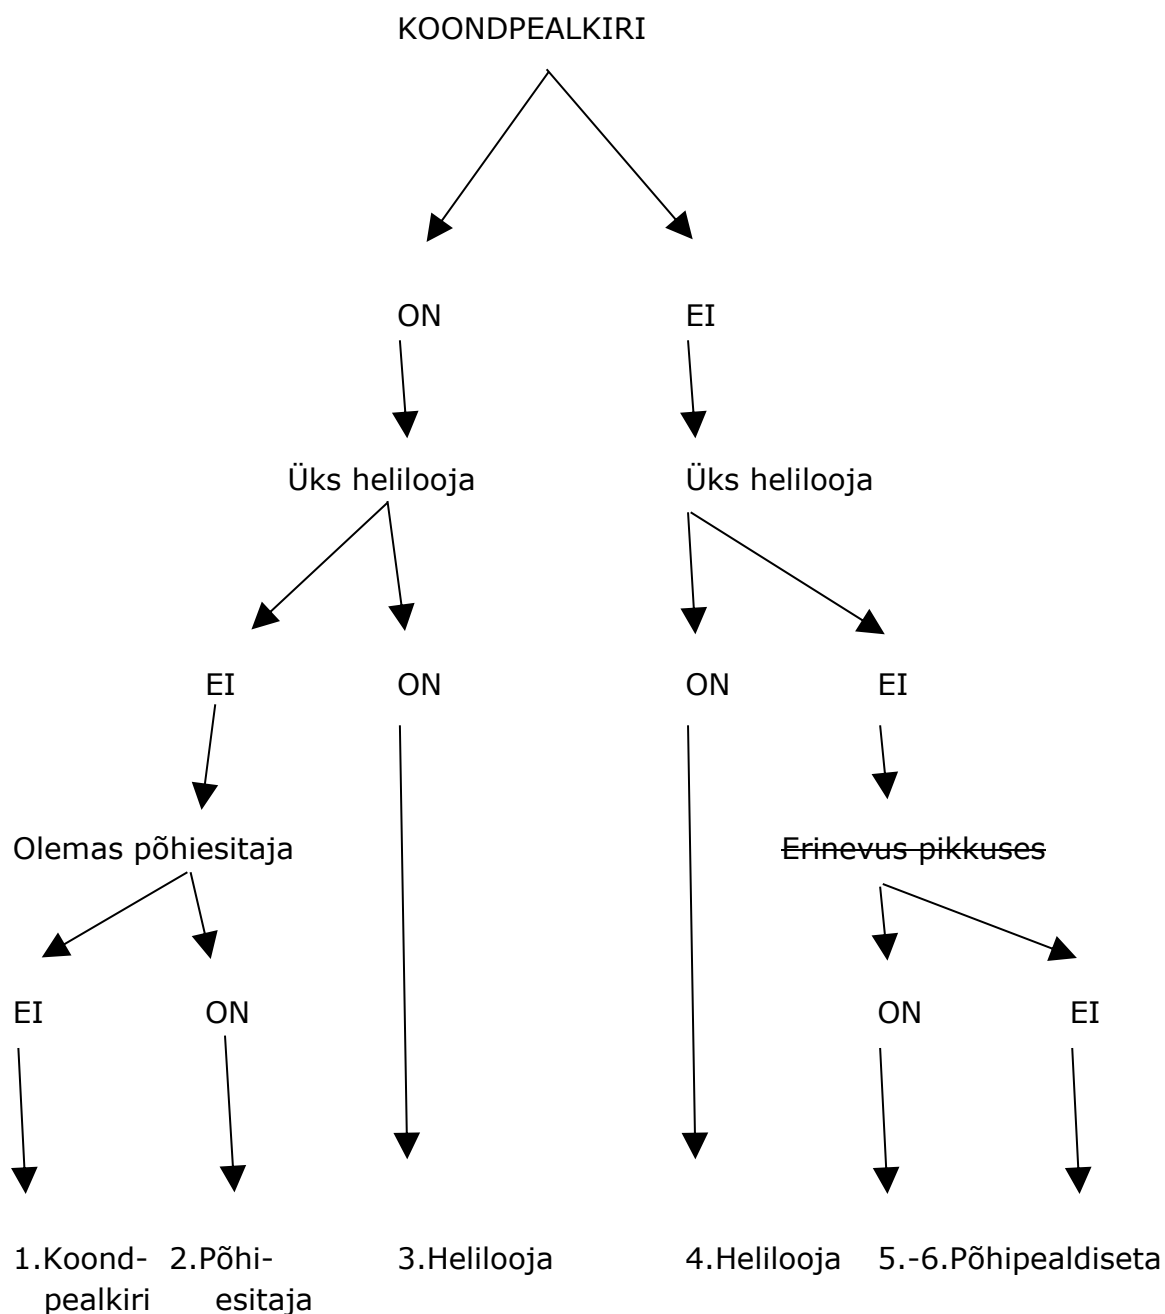 KOONDPEALKIRI
ON EI
Üks helilooja Üks helilooja
EI ON ON EI
Olemas põhiesitaja Erinevus pikkuses
EI ON ON EI
1.Koond- 2.Põhi- 3.Helilooja 4.Helilooja 5.-6.Põhipealdiseta
pealkiri esitaja